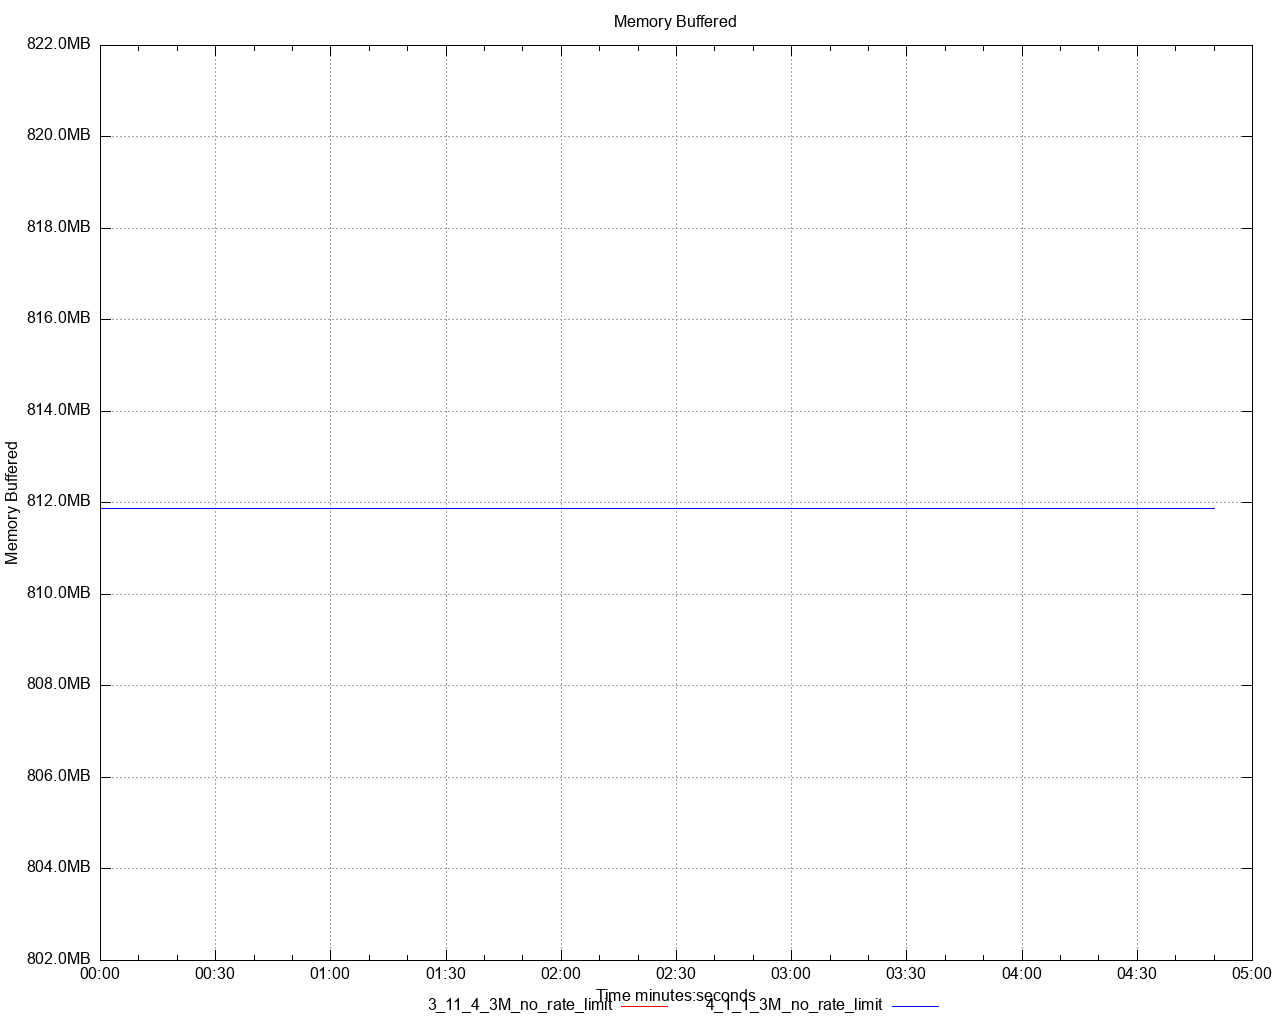 Memory Buffered
822.0MB
820.0MB
818.0MB
816.0MB
814.0MB
812.0MB
810.0MB
808.0MB
806.0MB
804.0MB
802.0MB
Memory Buffered
00:00 00:30 01:00 01:30 02:00 02:30 03:00 03:30 04:00 04:30 05:00
Time minutes:seconds
3_11_4_3M_no_rate_limit 4_1_1_3M_no_rate_limit